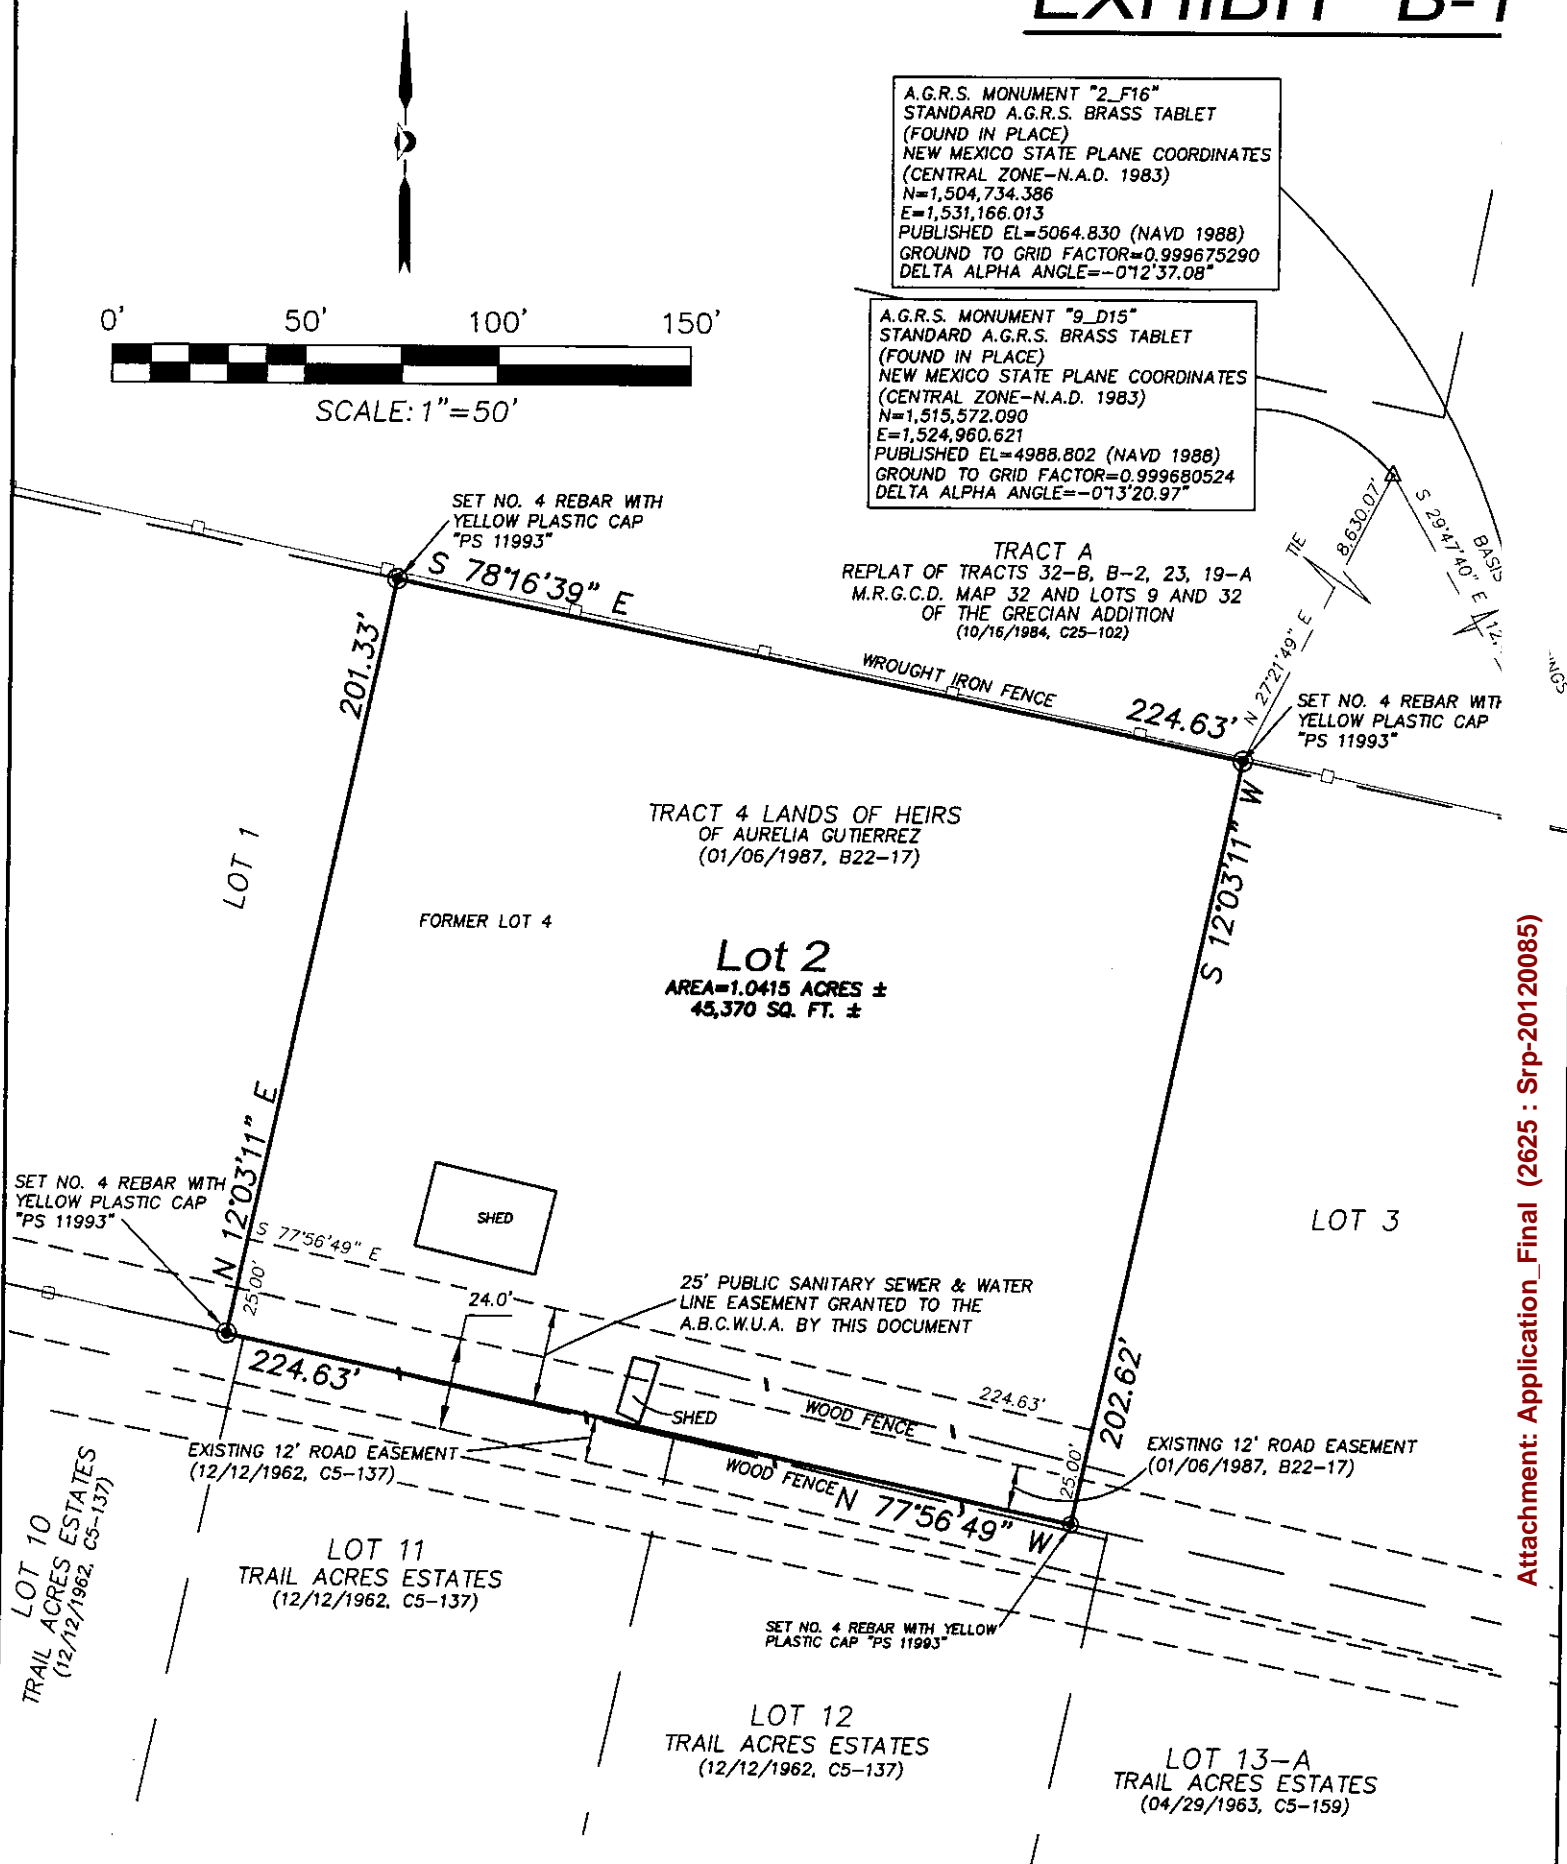 EXHIBIT "B-1
A.G.R.S. MONUMENT "2_F16"
STANDARD A.G.R.S. BRASS TABLET
(FOUND IN PLACE)
NEW MEXICO STATE PLANE COORDINATES
(CENTRAL ZONE-N.A.D. 1983)
N=1,504,734.386
E=1,531,166.013
PUBLISHED EL=5064.830 (NAVD 1988)
GROUND TO GRID FACTOR=0.999675290
DELTA ALPHA ANGLE=-0°12'37.08"
0' 50' 100' 150'
SCALE: 1"=50'
A.G.R.S. MONUMENT "9_D15"
STANDARD A.G.R.S. BRASS TABLET
(FOUND IN PLACE)
NEW MEXICO STATE PLANE COORDINATES
(CENTRAL ZONE-N.A.D. 1983)
N=1,515,572.090
E=1,524,960.621
PUBLISHED EL=4988.802 (NAVD 1988)
GROUND TO GRID FACTOR=0.999680524
DELTA ALPHA ANGLE=-0°13'20.97"
SET NO. 4 REBAR WITH
YELLOW PLASTIC CAP
"PS 11993"
S 78°16'39" E
201.33'
TRACT A
REPLAT OF TRACTS 32-B, B-2, 23, 19-A
M.R.G.C.D. MAP 32 AND LOTS 9 AND 32
OF THE GRECIAN ADDITION
(10/16/1984, C25-102)
TIE
8,630.07'
N 27°21'49" E
S 29°47'40" E 12,
BASIS
NGS
WROUGHT IRON FENCE
224.63'
SET NO. 4 REBAR WITH
YELLOW PLASTIC CAP
"PS 11993"
TRACT 4 LANDS OF HEIRS
OF AURELIA GUTIERREZ
(01/06/1987, B22-17)
LOT 1
S 12°03'11" W
FORMER LOT 4
Lot 2
AREA=1.0415 ACRES ±
45,370 SQ. FT. ±
Attachment: Application_Final (2625 : Srp-20120085)
N 12°03'11" E
SET NO. 4 REBAR WITH
YELLOW PLASTIC CAP
"PS 11993"
SHED
LOT 3
S 77°56'49" E
25.00'
24.0'
25' PUBLIC SANITARY SEWER & WATER
LINE EASEMENT GRANTED TO THE
A.B.C.W.U.A. BY THIS DOCUMENT
224.63'
202.62'
224.63'
SHED
WOOD FENCE
EXISTING 12' ROAD EASEMENT
(12/12/1962, C5-137)
WOOD FENCE
25.00'
EXISTING 12' ROAD EASEMENT
(01/06/1987, B22-17)
N 77°56'49" W
LOT 10
TRAIL ACRES ESTATES
(12/12/1962, C5-137)
LOT 11
TRAIL ACRES ESTATES
(12/12/1962, C5-137)
SET NO. 4 REBAR WITH YELLOW
PLASTIC CAP "PS 11993"
LOT 12
TRAIL ACRES ESTATES
(12/12/1962, C5-137)
LOT 13-A
TRAIL ACRES ESTATES
(04/29/1963, C5-159)